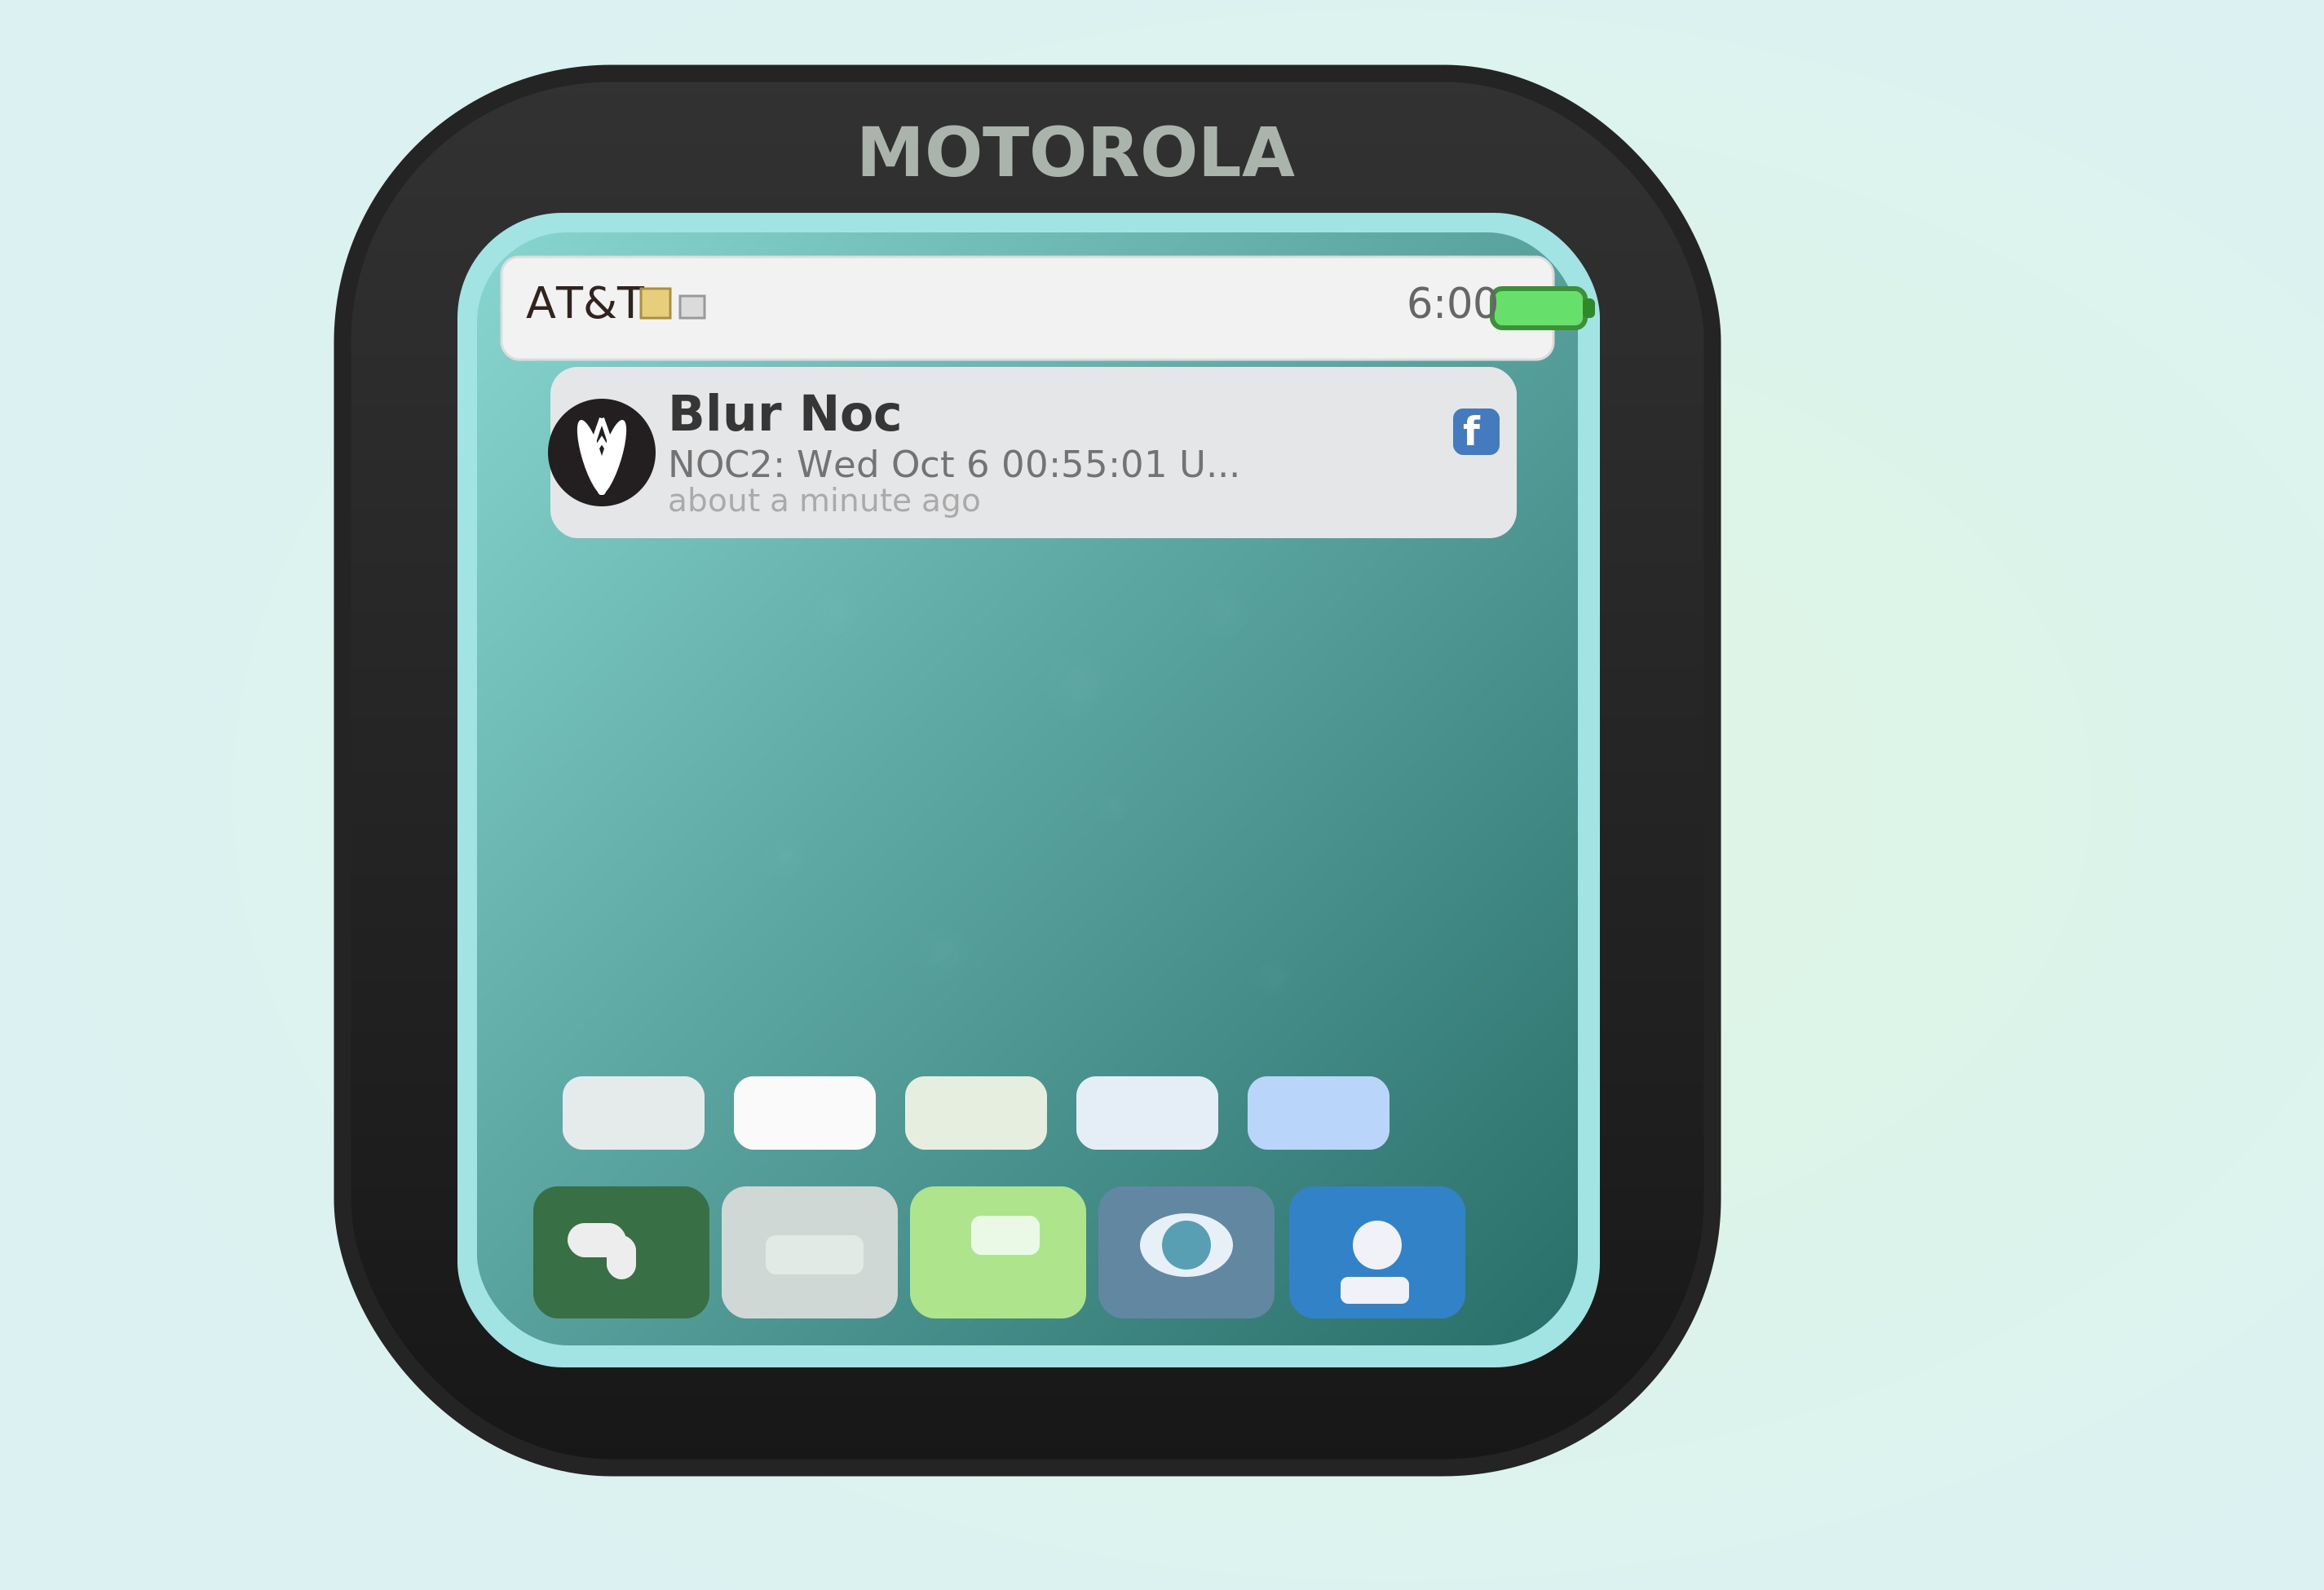 MOTOROLA
AT&T 6:00
Blur Noc
f
NOC2: Wed Oct 6 00:55:01 U...
about a minute ago